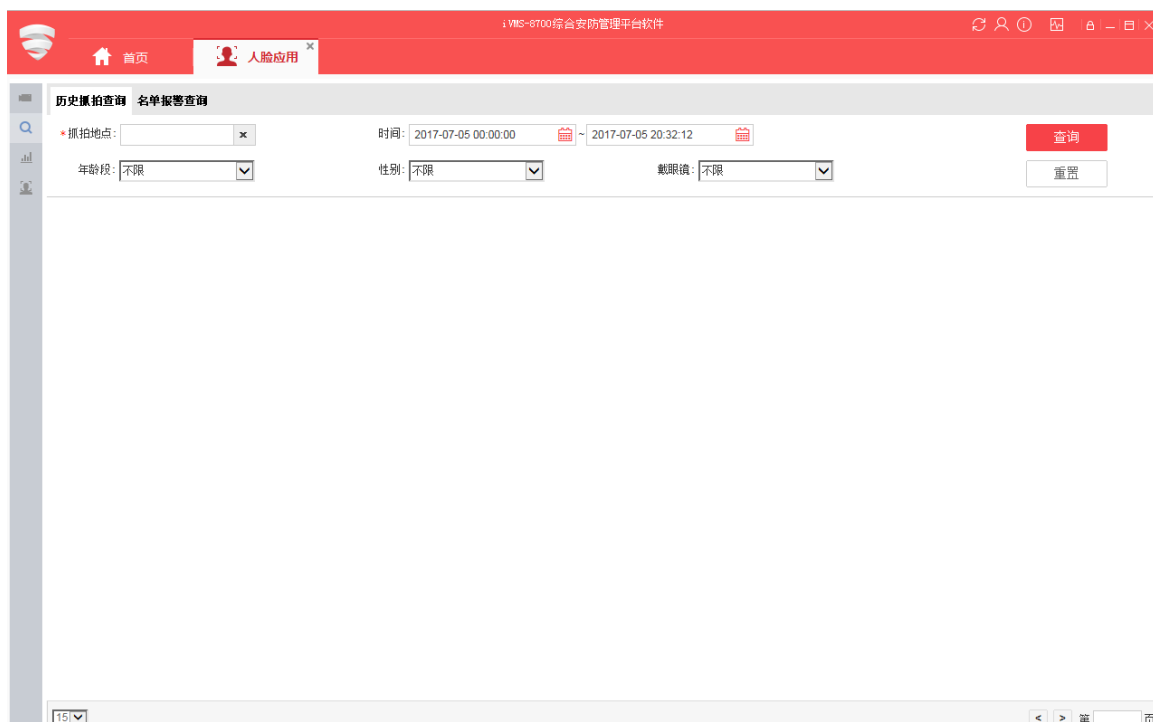 iVMS-8700综合安防管理平台软件
首页 人脸应用
历史抓拍查询 名单报警查询
*抓拍地点: 时间: 2017-07-05 00:00:00 ~ 2017-07-05 20:32:12 查询
年龄段: 不限 性别: 不限 戴眼镜: 不限 重置
15 < > 第 页